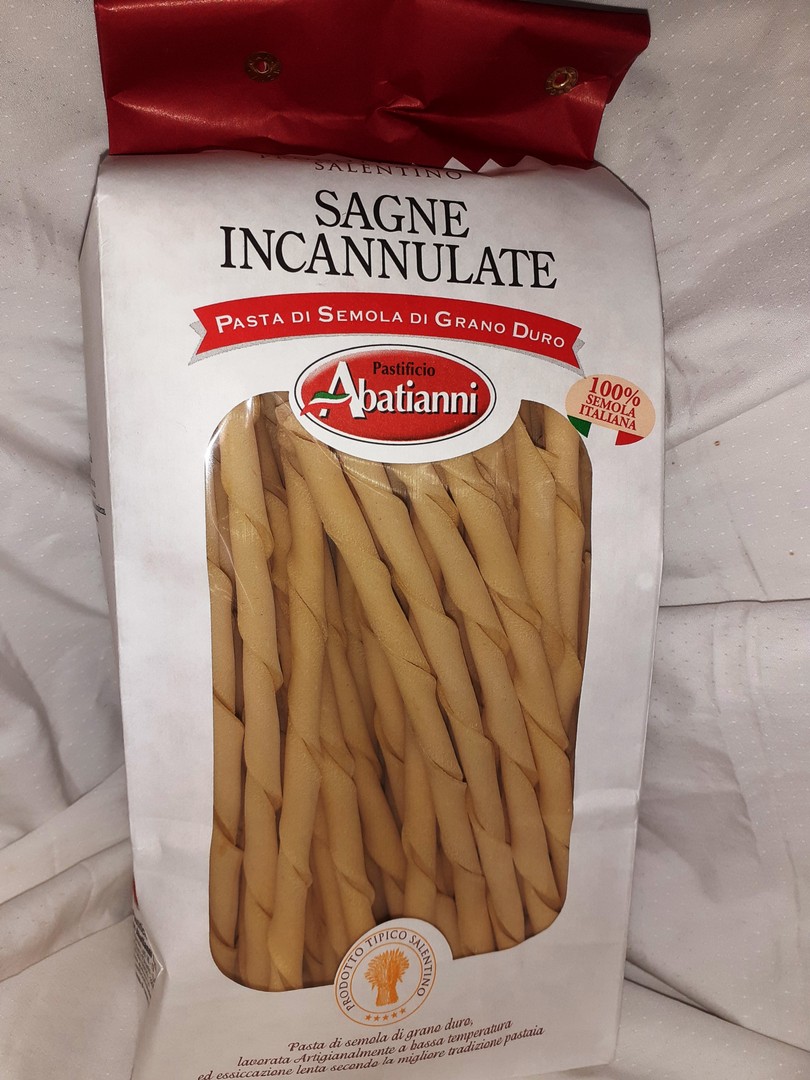 SALENTINO
SAGNE
INCANNULATE
PASTA DI SEMOLA DI GRANO DURO
Pastificio
Abatianni
100%
SEMOLA
ITALIANA
PRODOTTO TIPICO SALENTINO
Pasta di semola di grano duro,
lavorata Artigianalmente a bassa temperatura
ed essiccazione lenta secondo la migliore tradizione pastaia